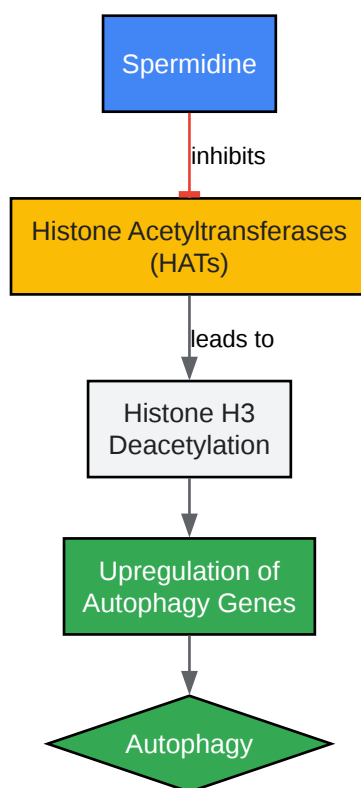 Spermidine
inhibits
Histone Acetyltransferases
(HATs)
leads to
Histone H3
Deacetylation
Upregulation of
Autophagy Genes
Autophagy